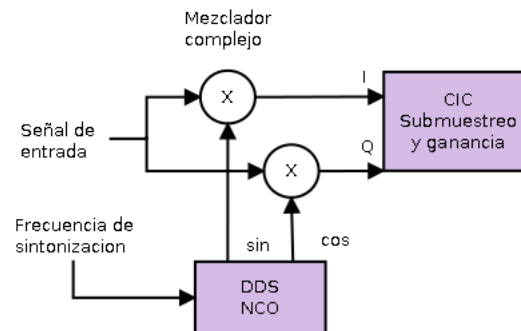 Mezclador
complejo
X
I
CIC
Submuestreo
y ganancia
Señal de
entrada
Q
X
Frecuencia de
sintonizacion
sin
cos
DDS
NCO